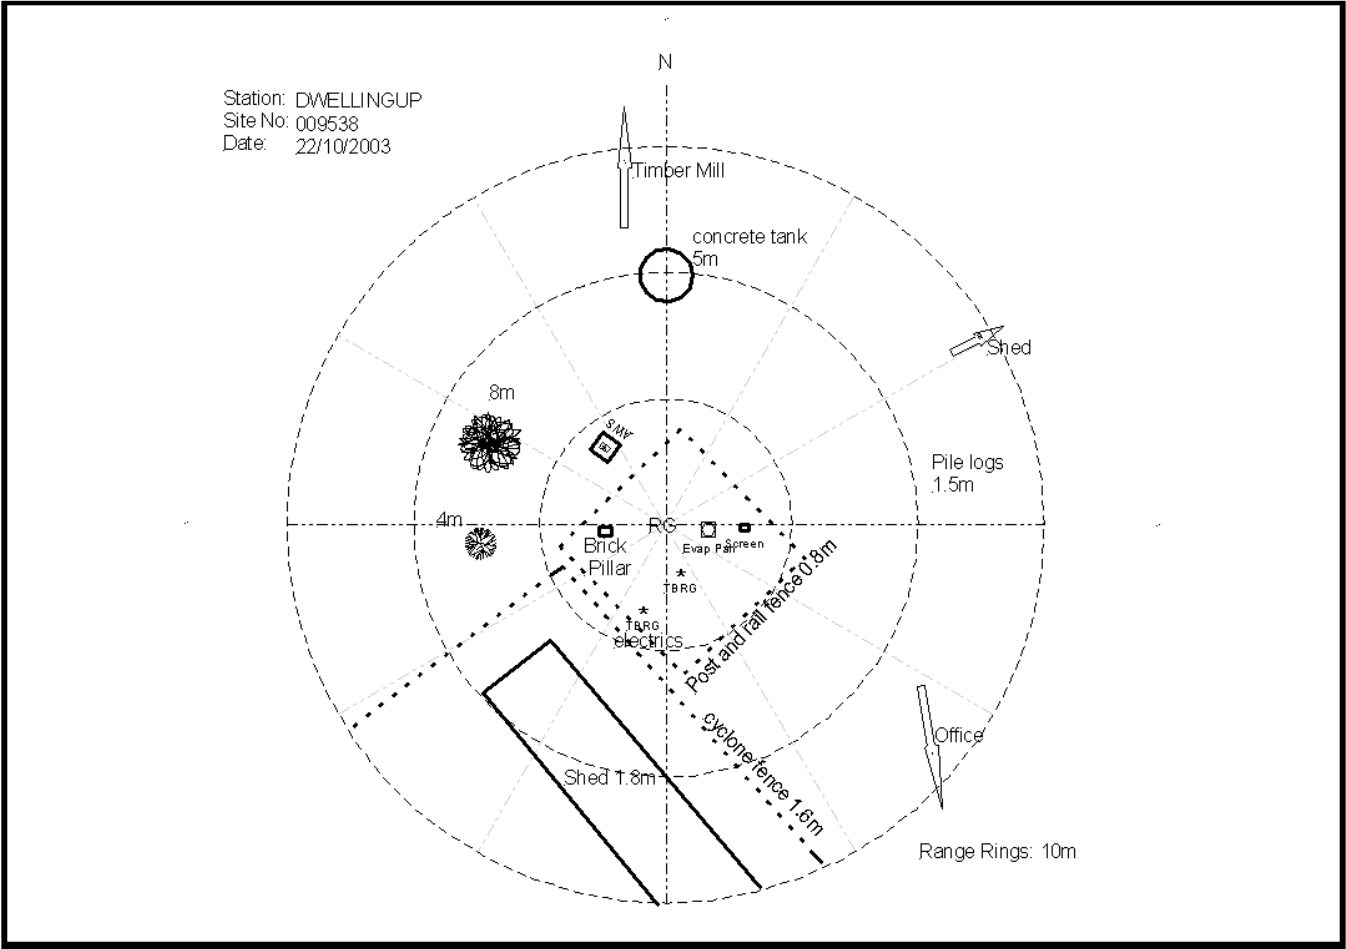 N
Station: DWELLINGUP
Site No: 009538
Date: 22/10/2003
Timber Mill
concrete tank
5m
Shed
8m
AWS
Pile logs
1.5m
4m
RG
Brick
Pillar
Evap Pan
Screen
TBRG
TBRG
electrics
Post and rail fence 0.8m
cyclone fence 1.6m
Office
Shed 1.8m
Range Rings: 10m